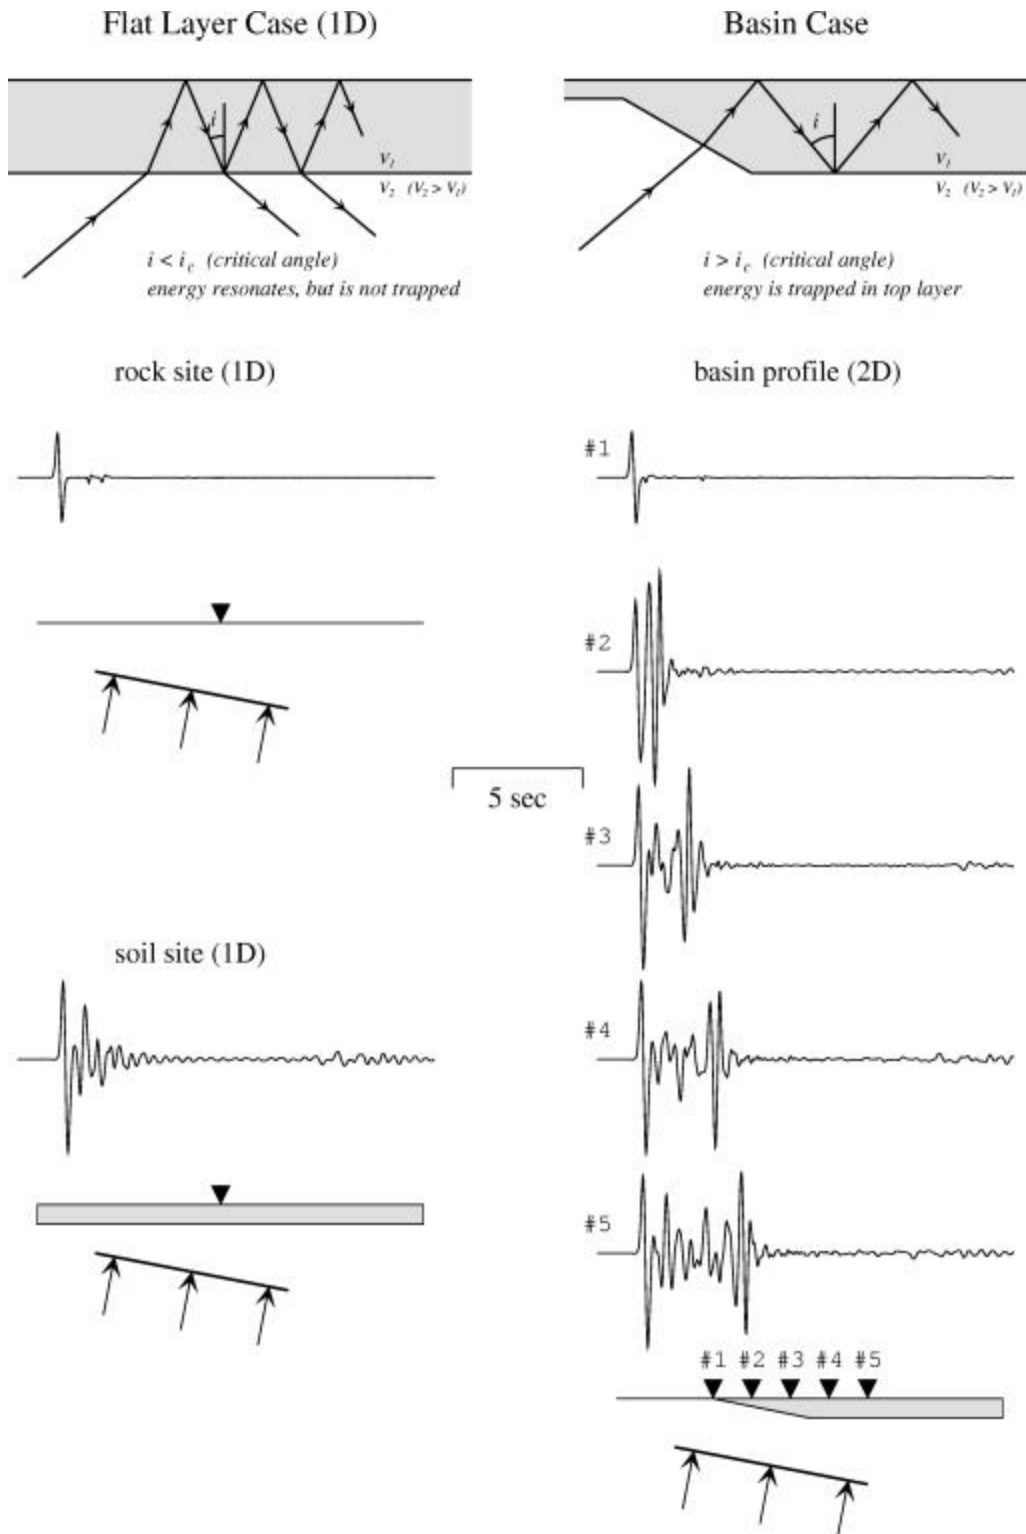 Flat Layer Case (1D)
i
V1
V2 (V2 > V1)
i < ic (critical angle)
energy resonates, but is not trapped
Basin Case
i
V1
V2 (V2 > V1)
i > ic (critical angle)
energy is trapped in top layer
rock site (1D)
basin profile (2D)
#1
#2
5 sec
#3
soil site (1D)
#4
#5
#1 #2 #3 #4 #5